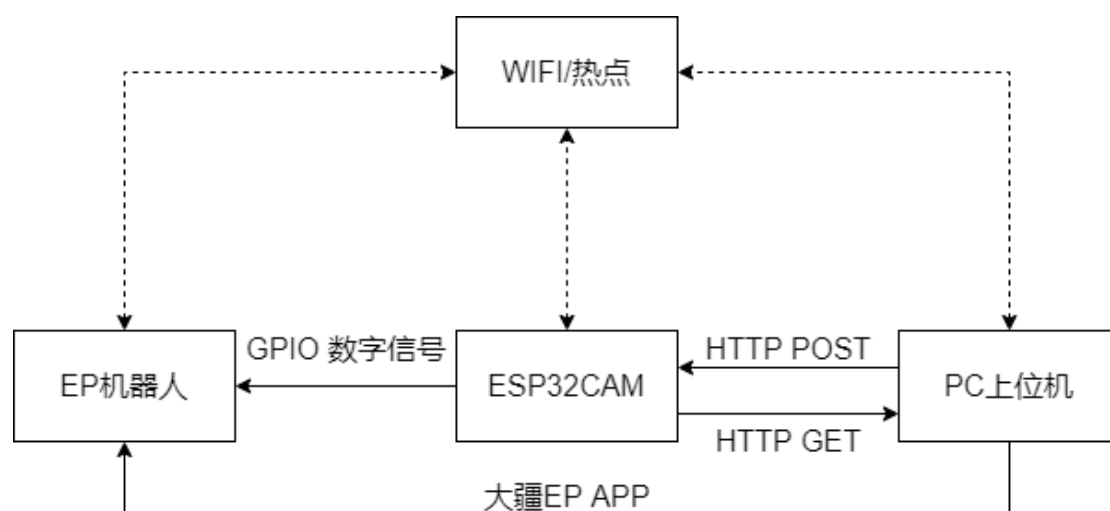 WIFI/热点
GPIO 数字信号
HTTP POST
EP机器人
ESP32CAM
PC上位机
HTTP GET
大疆EP APP